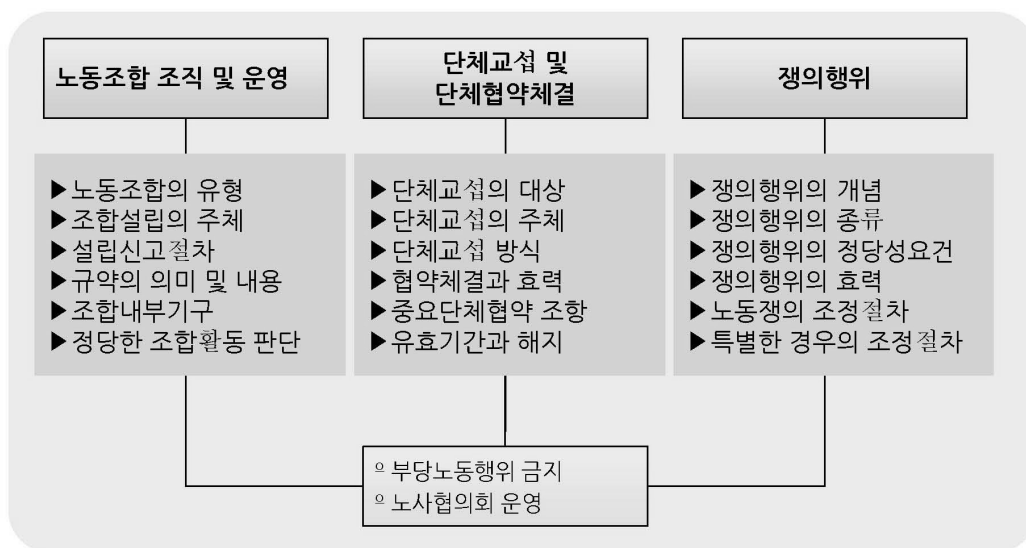 노동조합 조직 및 운영
▶노동조합의 유형
▶조합설립의 주체
▶설립신고절차
▶규약의 의미 및 내용
▶조합내부기구
▶정당한 조합활동 판단
단체교섭 및
단체협약체결
▶단체교섭의 대상
▶단체교섭의 주체
▶단체교섭 방식
▶협약체결과 효력
▶중요단체협약 조항
▶유효기간과 해지
쟁의행위
▶쟁의행위의 개념
▶쟁의행위의 종류
▶쟁의행위의 정당성요건
▶쟁의행위의 효력
▶노동쟁의 조정절차
▶특별한 경우의 조정절차
ᄋ 부당노동행위 금지
ᄋ 노사협의회 운영